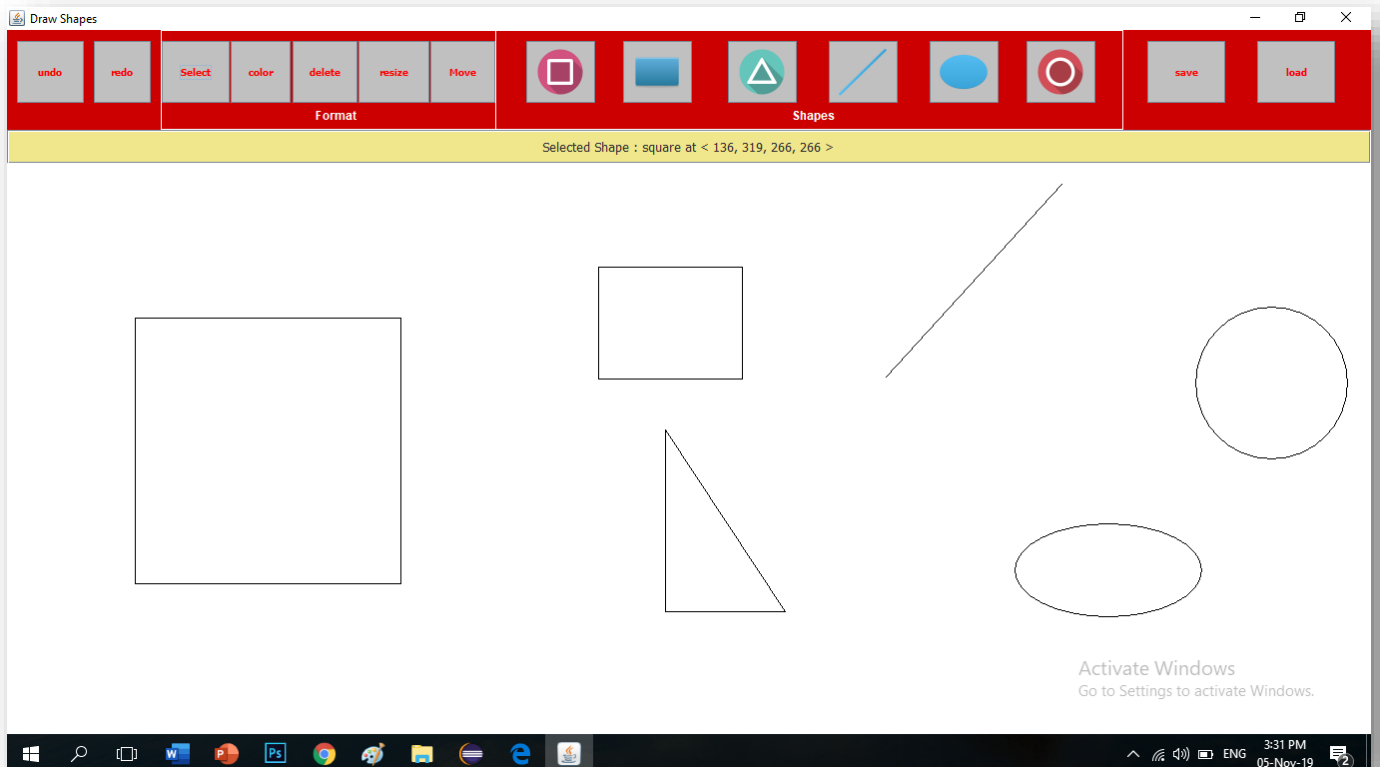 Draw Shapes
undo redo Select color delete resize Move save load
Format Shapes
Selected Shape : square at < 136, 319, 266, 266 >
Activate Windows
Go to Settings to activate Windows.
W P Ps ENG 3:31 PM
05-Nov-19 2